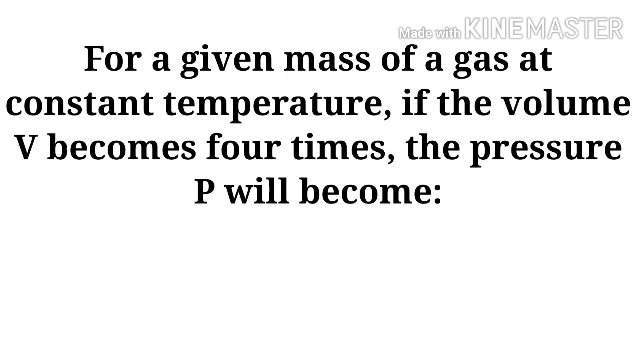 Made with KINEMASTER
For a given mass of a gas at
constant temperature, if the volume
V becomes four times, the pressure
P will become: